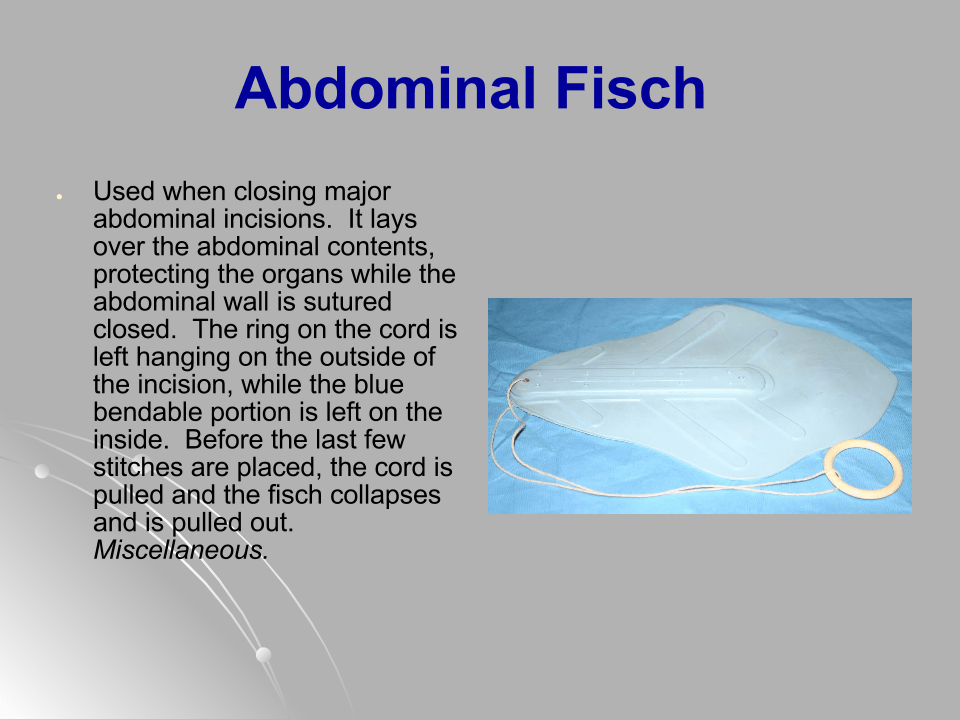 Abdominal Fisch
● Used when closing major
abdominal incisions.  It lays
over the abdominal contents,
protecting the organs while the
abdominal wall is sutured
closed.  The ring on the cord is
left hanging on the outside of
the incision, while the blue
bendable portion is left on the
inside.  Before the last few
stitches are placed, the cord is
pulled and the fisch collapses
and is pulled out.
Miscellaneous.